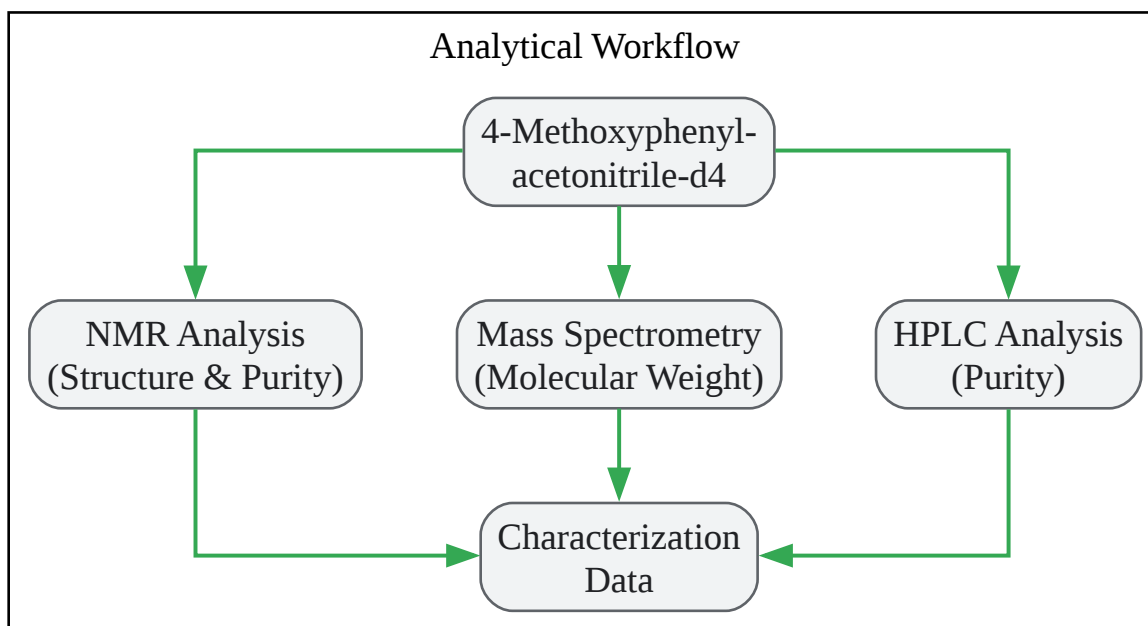 Analytical Workflow
4-Methoxyphenyl-
acetonitrile-d4
NMR Analysis
(Structure & Purity)
Mass Spectrometry
(Molecular Weight)
HPLC Analysis
(Purity)
Characterization
Data